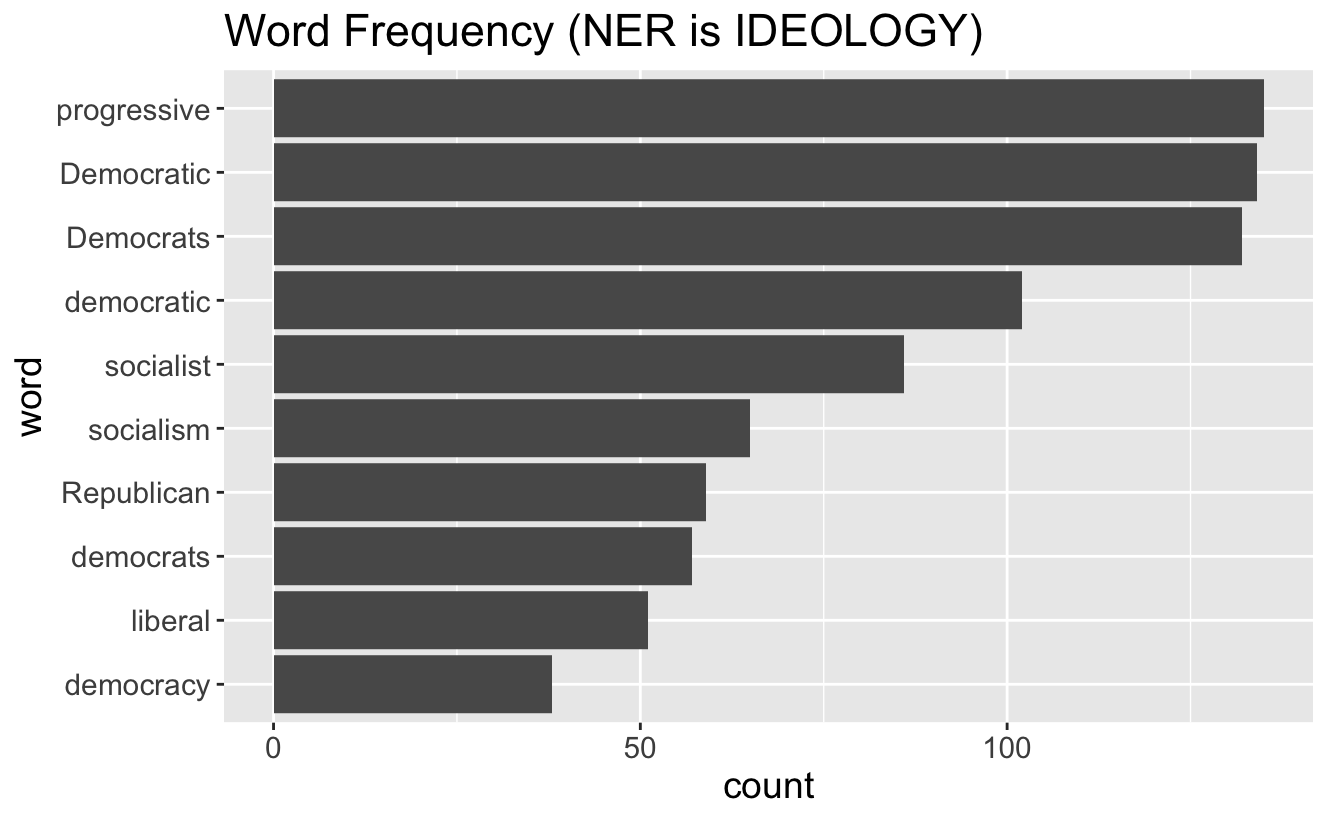 Word Frequency (NER is IDEOLOGY)
word
progressive
Democratic
Democrats
democratic
socialist
socialism
Republican
democrats
liberal
democracy
0 50 100
count